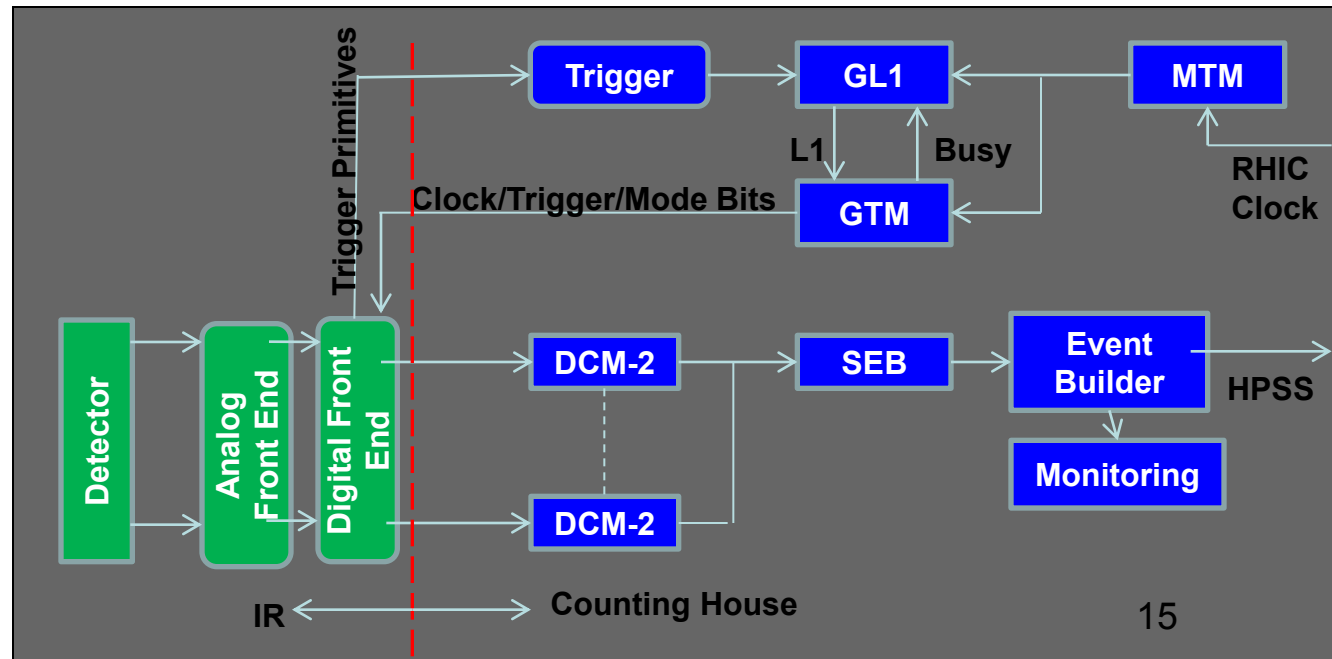 Trigger Primitives
Trigger
GL1
MTM
L1
Busy
RHIC
Clock
Clock/Trigger/Mode Bits
GTM
Detector
Analog
Front End
Digital Front
End
DCM-2
SEB
Event
Builder
HPSS
Monitoring
DCM-2
IR
Counting House
15